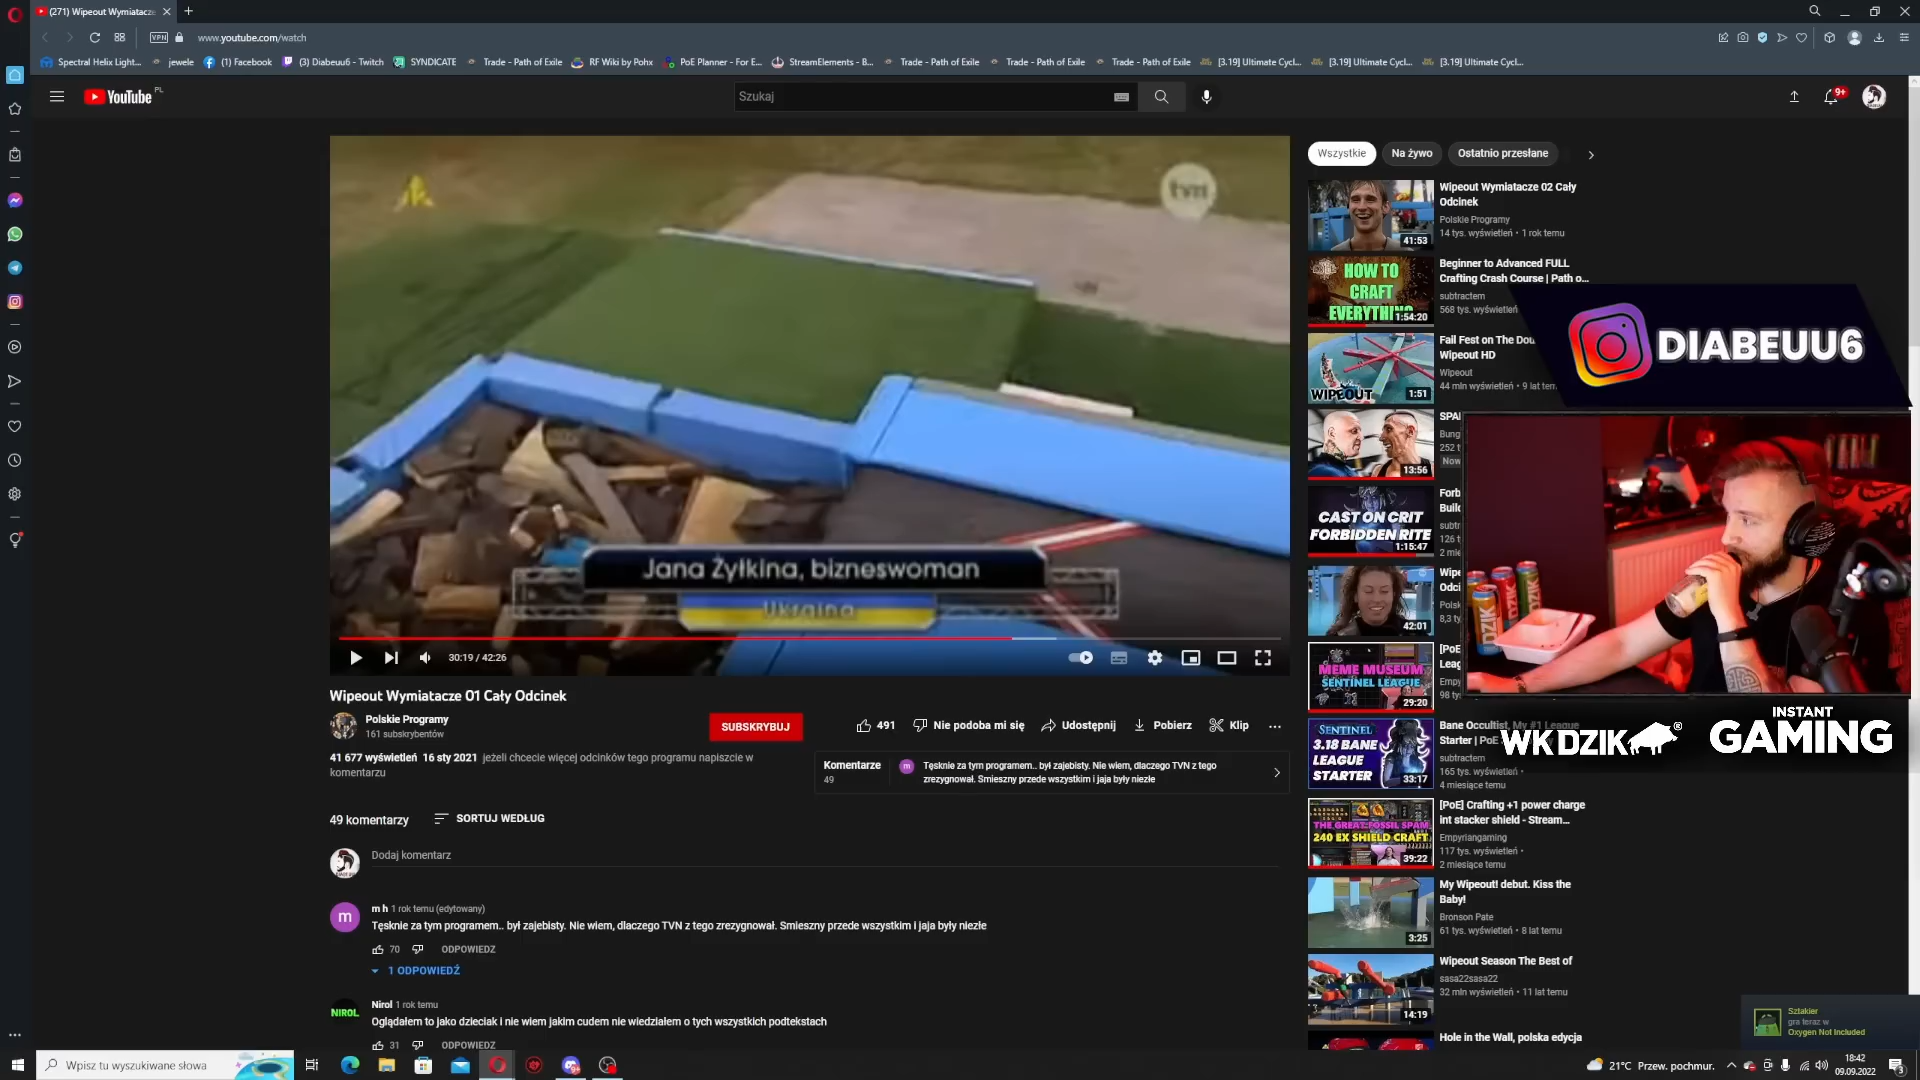 (271) Wipeout Wymiatacze
VPN
www.youtube.com/watch
Spectral Helix Light... jewele (1) Facebook (3) Diabeuu6 - Twitch SYNDICATE Trade - Path of Exile RF Wiki by Pohx PoE Planner - For E... StreamElements - B... Trade - Path of Exile Trade - Path of Exile Trade - Path of Exile [3.19] Ultimate Cycl... [3.19] Ultimate Cycl... [3.19] Ultimate Cycl...
YouTube PL
Szukaj
9+
tvn
Jana Żyłkina, bizneswoman
Ukraina
30:19 / 42:26
Wipeout Wymiatacze 01 Cały Odcinek
Polskie Programy
161 subskrybentów
SUBSKRYBUJ
491
Nie podoba mi się
Udostępnij
Pobierz
Klip
41 677 wyświetleń 16 sty 2021 jeżeli chcecie więcej odcinków tego programu napiszcie w
komentarzu
Komentarze
49
m
Tęsknie za tym programem.. był zajebisty. Nie wiem, dlaczego TVN z tego
zrezygnował. Smieszny przede wszystkim i jaja były niezłe
49 komentarzy
SORTUJ WEDŁUG
Dodaj komentarz
m
m h 1 rok temu (edytowany)
Tęsknie za tym programem.. był zajebisty. Nie wiem, dlaczego TVN z tego zrezygnował. Smieszny przede wszystkim i jaja były niezłe
70 ODPOWIEDZ
1 ODPOWIEDŹ
NIROL
Nirol 1 rok temu
Oglądałem to jako dzieciak i nie wiem jakim cudem nie wiedziałem o tych wszystkich podtekstach
31 ODPOWIEDZ
Wszystkie Na żywo Ostatnio przesłane
Wipeout Wymiatacze 02 Cały
Odcinek
Polskie Programy
14 tys. wyświetleń • 1 rok temu
41:53
HOW TO
CRAFT
EVERYTHING
1:54:20
Beginner to Advanced FULL
Crafting Crash Course | Path o...
subtractem
568 tys. wyświetleń
WIPEOUT
1:51
Fail Fest on The Dou
Wipeout HD
Wipeout
44 mln wyświetleń • 9 lat tem
13:56
SPA
Bung
252 t
Now
CAST ON CRIT
FORBIDDEN RITE
1:15:47
Forb
Buil
subtr
126 t
2 mie
42:01
Wipe
Odci
Polsk
8,3 ty
MEME MUSEUM
SENTINEL LEAGUE
29:20
[PoE
Leag
Empy
98 ty
SENTINEL
3.18 BANE
LEAGUE
STARTER
33:17
Bane Occultist, My #1 League
Starter | PoE
subtractem
165 tys. wyświetleń •
4 miesiące temu
THE GREAT FOSSIL SPAM
240 EX SHIELD CRAFT
39:22
[PoE] Crafting +1 power charge
int stacker shield - Stream...
Empyriangaming
117 tys. wyświetleń •
2 miesiące temu
3:25
My Wipeout! debut. Kiss the
Baby!
Bronson Pate
61 tys. wyświetleń • 8 lat temu
14:19
Wipeout Season The Best of
sasa22sasa22
32 mln wyświetleń • 11 lat temu
Hole in the Wall, polska edycja
DIABEUU6
DZIK
WK DZIK®
INSTANT
GAMING
Sztakier
gra teraz w
Oxygen Not Included
Wpisz tu wyszukiwane słowa
21°C Przew. pochmur.
18:42
09.09.2022
3